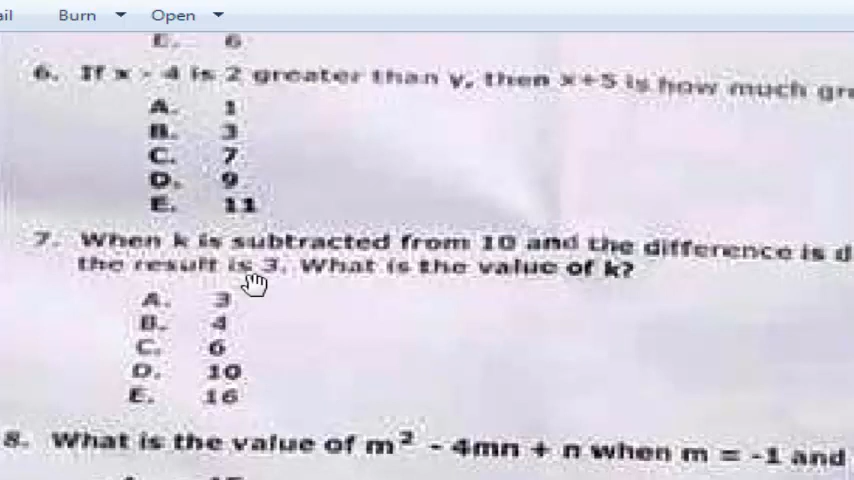 Burn Open
E. 6
6. If x - 4 is 2 greater than y, then x+5 is how much
A. 1
B. 3
C. 7
D. 9
E. 11
7. When k is subtracted from 10 and the difference is
the result is 3. What is the value of k?
A. 3
B. 4
C. 6
D. 10
E. 16
8. What is the value of m² - 4mn + n when m = -1 and